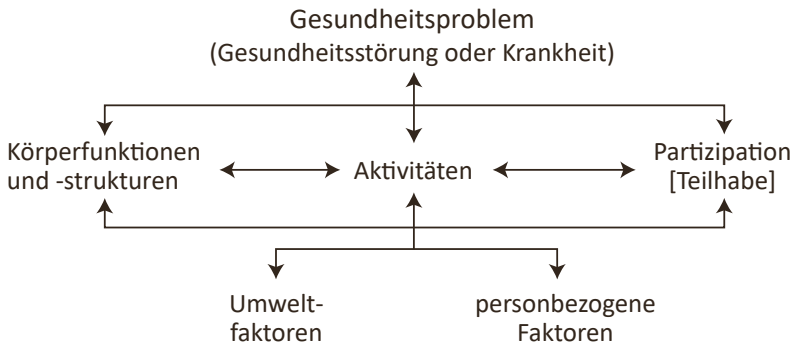 Gesundheitsproblem
(Gesundheitsstörung oder Krankheit)
Körperfunktionen
und -strukturen
Aktivitäten
Partizipation
[Teilhabe]
Umwelt-
faktoren
personbezogene
Faktoren